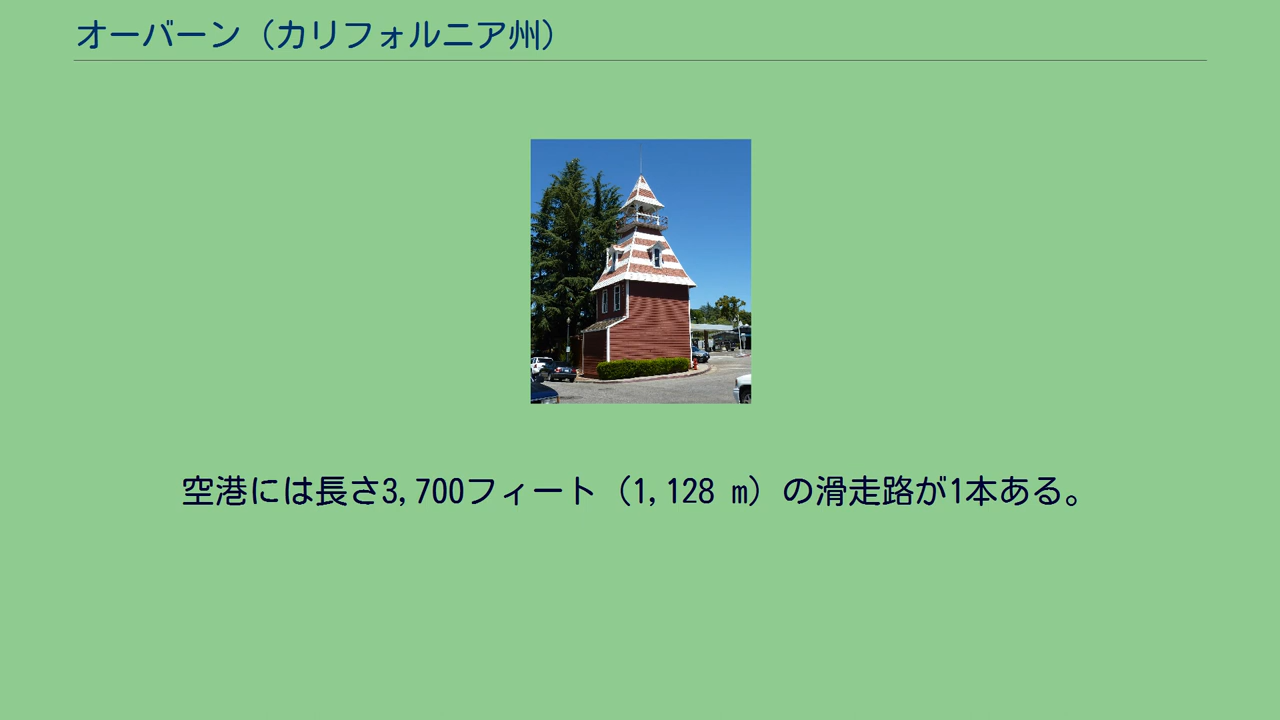 オーバーン（カリフォルニア州）
空港には長さ3,700フィート（1,128 m）の滑走路が1本ある。